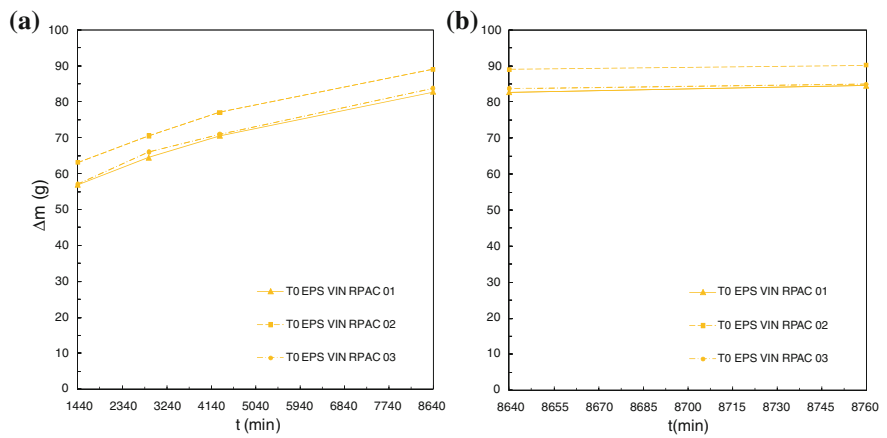 (a)
100
90
80
70
60
50
40
30
20
10
0
Δm (g)
1440 2340 3240 4140 5040 5940 6840 7740 8640
t (min)
T0 EPS VIN RPAC 01
T0 EPS VIN RPAC 02
T0 EPS VIN RPAC 03
(b)
100
90
80
70
60
50
40
30
20
10
0
8640 8655 8670 8685 8700 8715 8730 8745 8760
t(min)
T0 EPS VIN RPAC 01
T0 EPS VIN RPAC 02
T0 EPS VIN RPAC 03